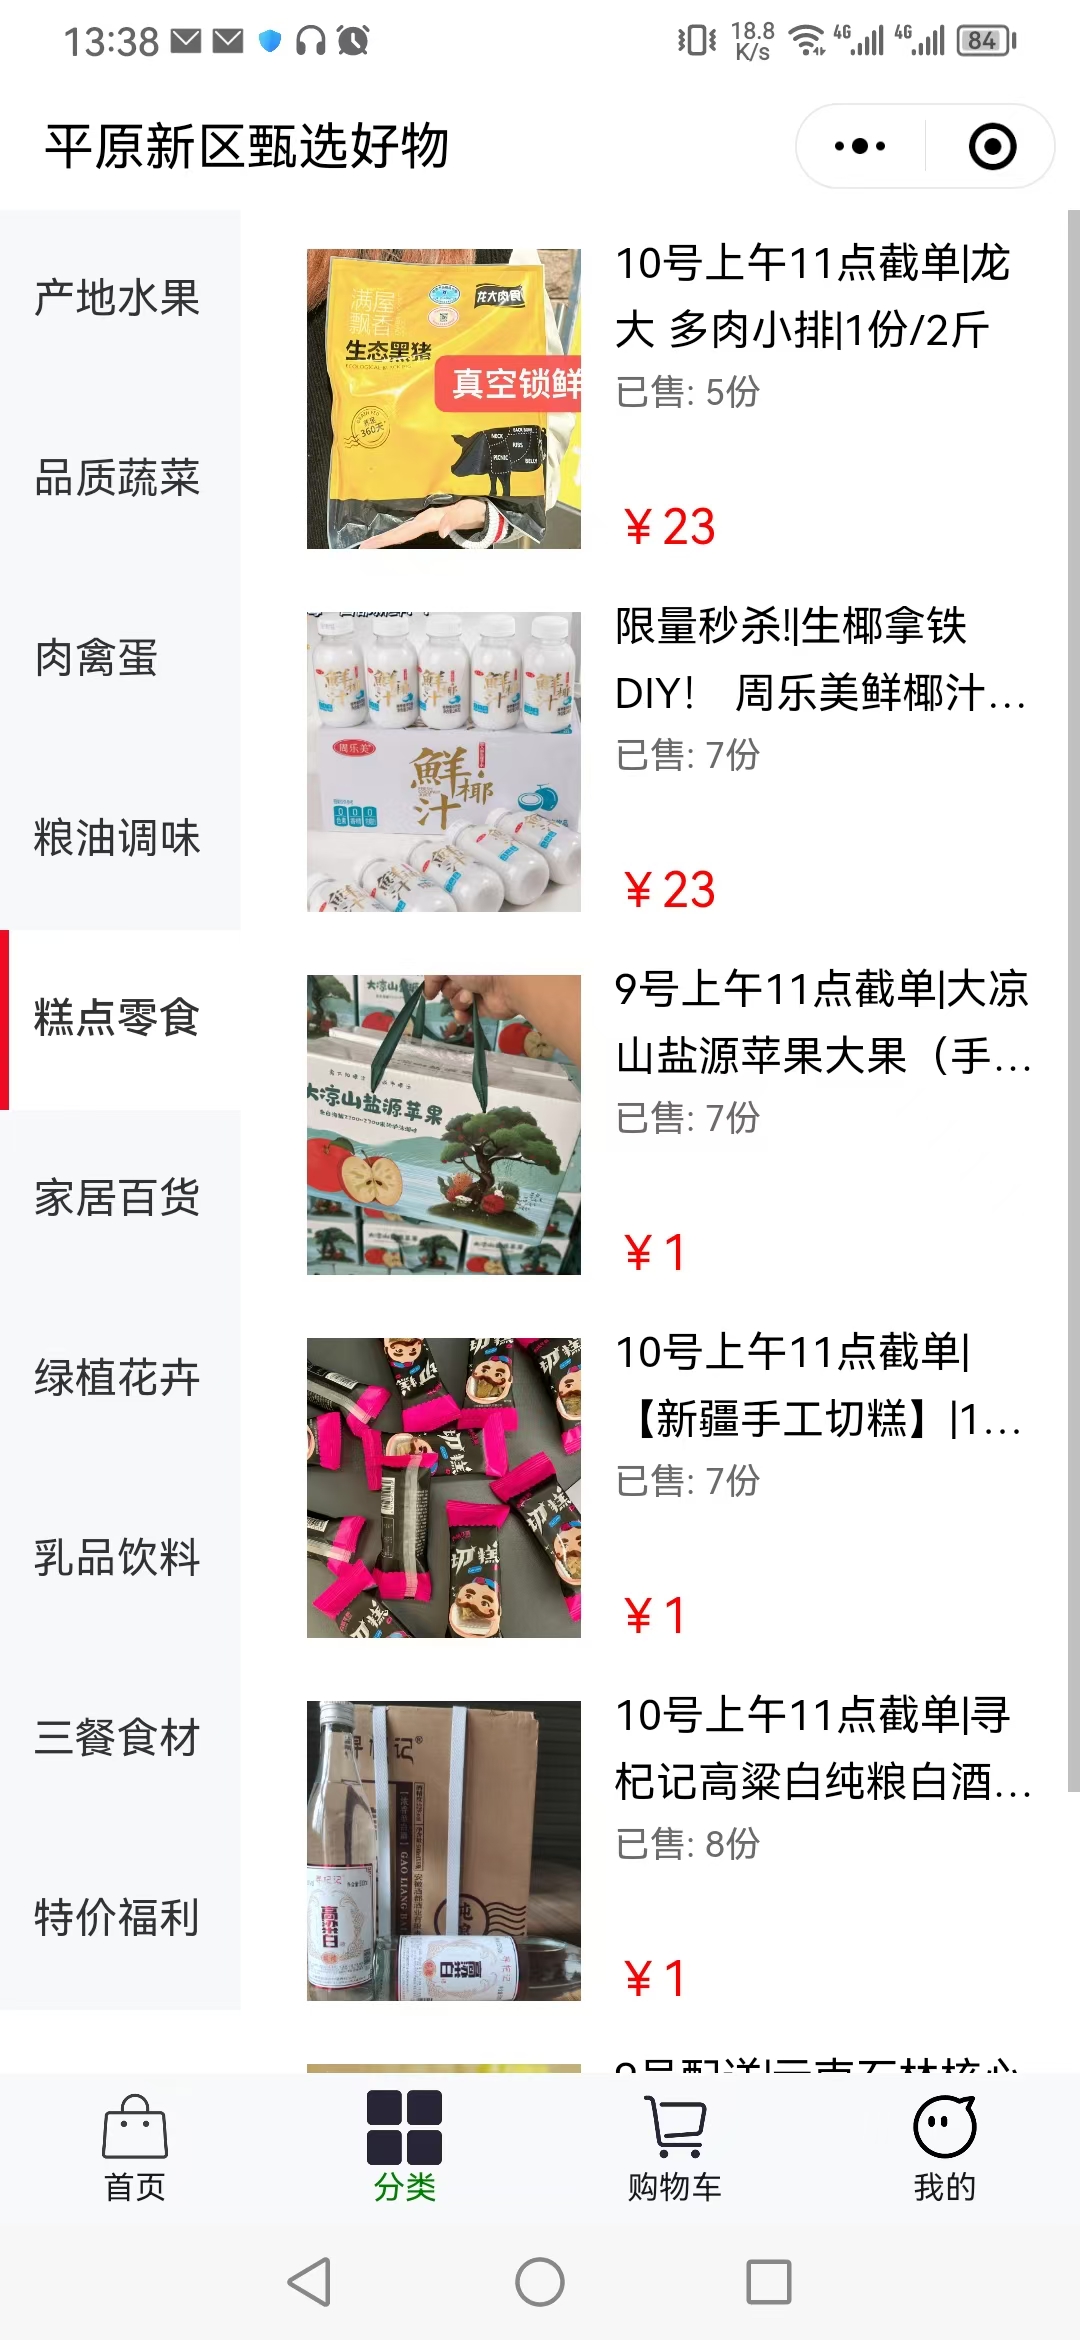 13:38
18.8
K/s
4G
4G
84
平原新区甄选好物
产地水果
品质蔬菜
肉禽蛋
粮油调味
糕点零食
家居百货
绿植花卉
乳品饮料
三餐食材
特价福利
满屋
飘香
龙大肉食
生态黑猪
真空锁鲜
360天
10号上午11点截单|龙
大 多肉小排|1份/2斤
已售: 5份
¥23
周乐美
鲜椰汁
限量秒杀!|生椰拿铁
DIY! 周乐美鲜椰汁...
已售: 7份
¥23
大凉山盐源苹果
9号上午11点截单|大凉
山盐源苹果大果（手...
已售: 7份
¥1
切糕
10号上午11点截单|
【新疆手工切糕】|1...
已售: 7份
¥1
高粱白
GAO LIANG BAI
10号上午11点截单|寻
杞记高粱白纯粮白酒...
已售: 8份
¥1
首页
分类
购物车
我的